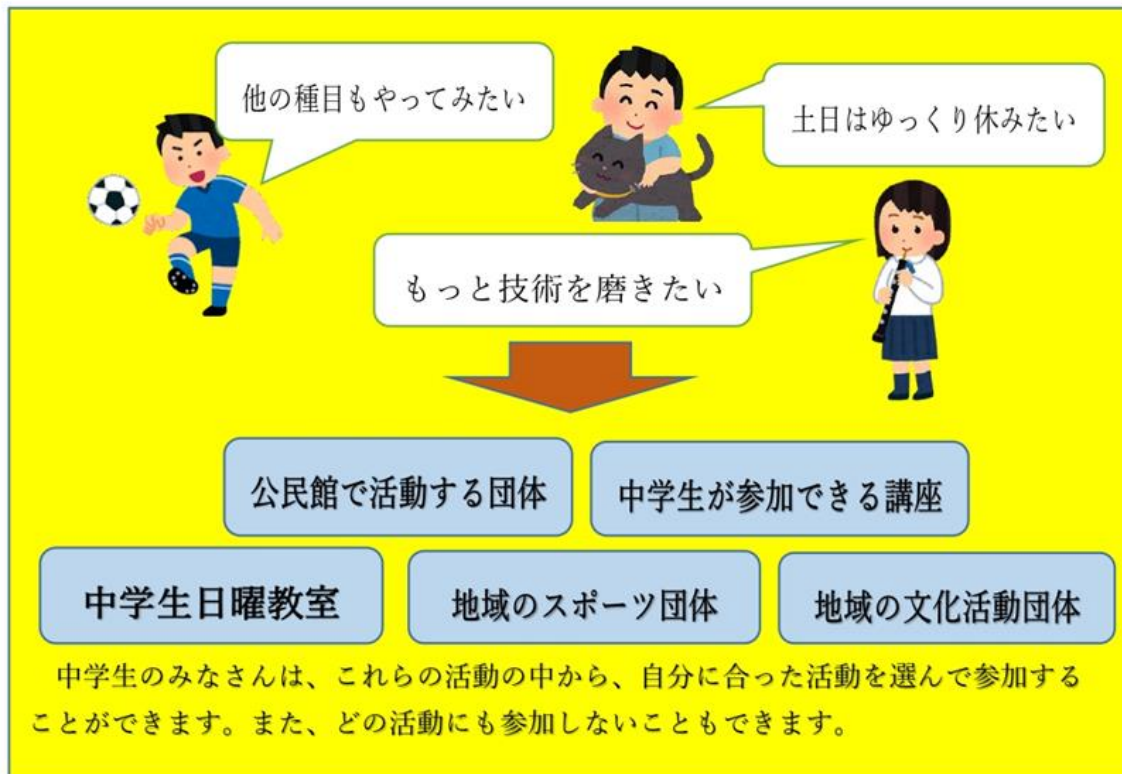 他の種目もやってみたい
土日はゆっくり休みたい
もっと技術を磨きたい
公民館で活動する団体
中学生が参加できる講座
中学生日曜教室
地域のスポーツ団体
地域の文化活動団体
中学生のみなさんは、これらの活動の中から、自分に合った活動を選んで参加する
ことができます。また、どの活動にも参加しないこともできます。